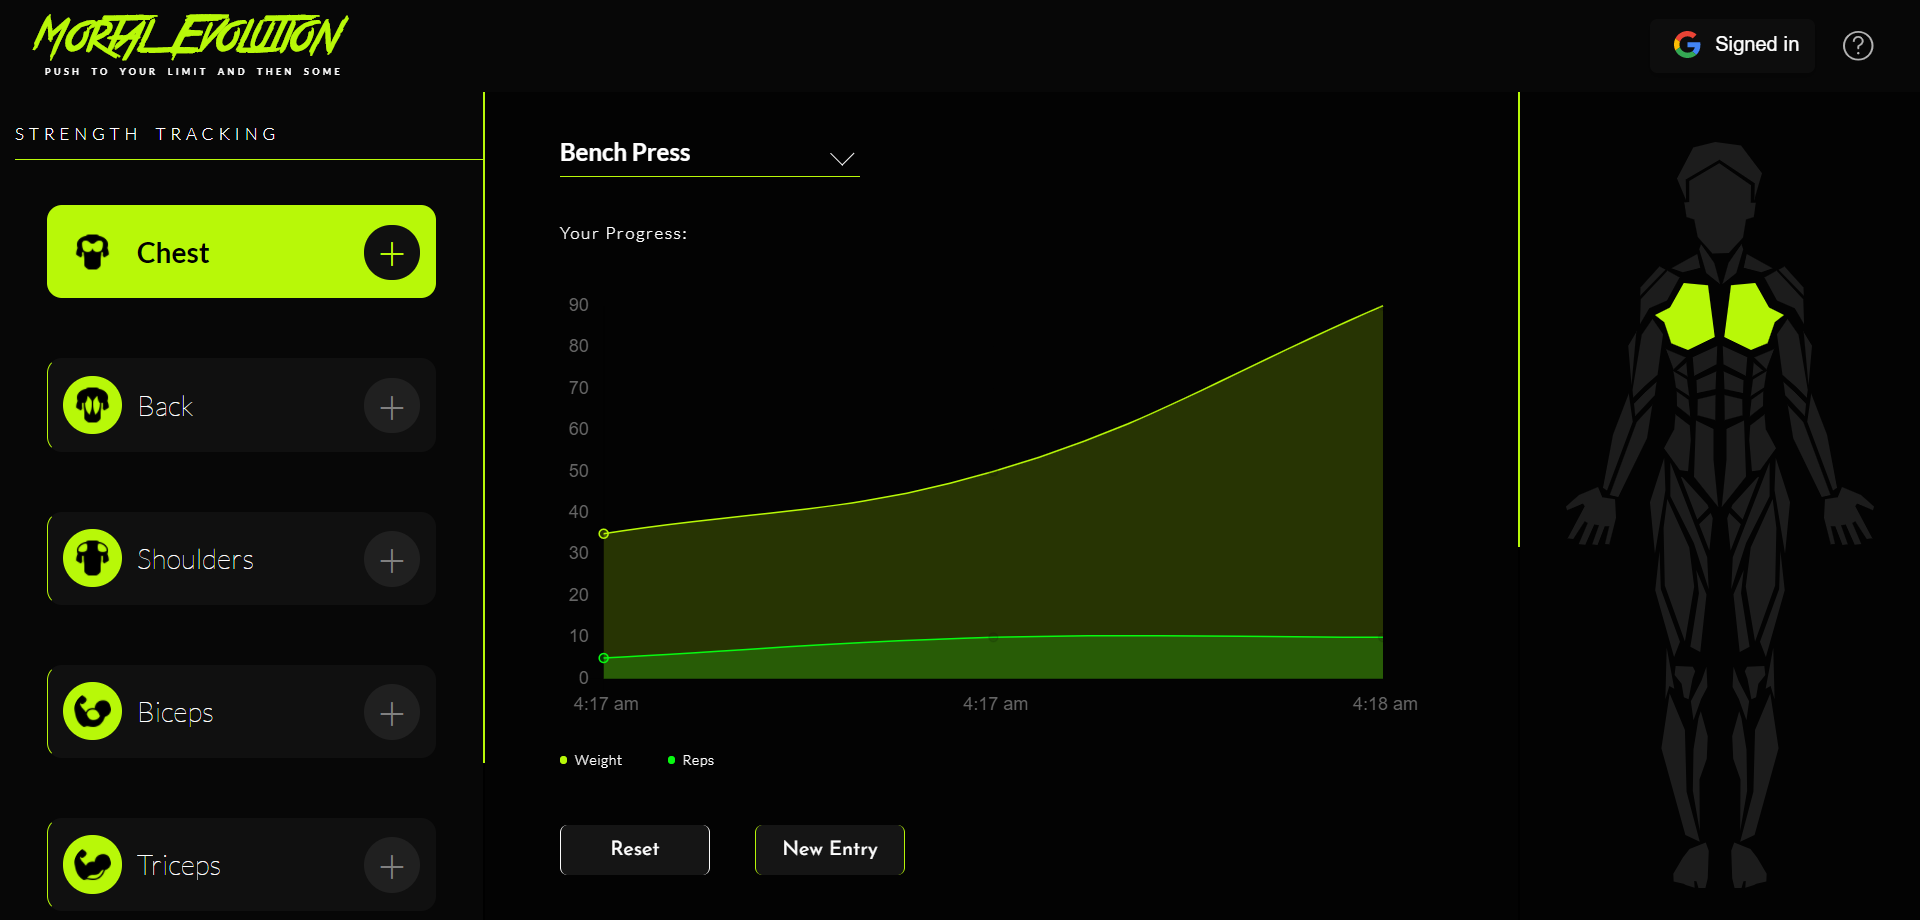 MORTAL EVOLUTION
PUSH TO YOUR LIMIT AND THEN SOME
Signed in
?
STRENGTH TRACKING
Chest
Back
Shoulders
Biceps
Triceps
Bench Press
Your Progress:
90
80
70
60
50
40
30
20
10
0
4:17 am 4:17 am 4:18 am
Weight Reps
Reset New Entry